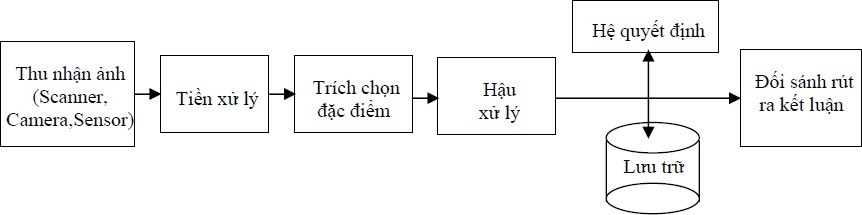 Thu nhận ảnh
(Scanner,
Camera,Sensor)
Tiền xử lý
Trích chọn
đặc điểm
Hậu
xử lý
Hệ quyết định
Lưu trữ
Đối sánh rút
ra kết luận